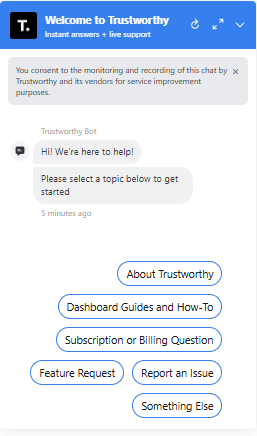 T.
Welcome to Trustworthy
Instant answers + live support
You consent to the monitoring and recording of this chat by
Trustworthy and its vendors for service improvement
purposes.
Trustworthy Bot
Hi! We're here to help!
Please select a topic below to get
started
5 minutes ago
About Trustworthy
Dashboard Guides and How-To
Subscription or Billing Question
Feature Request
Report an Issue
Something Else